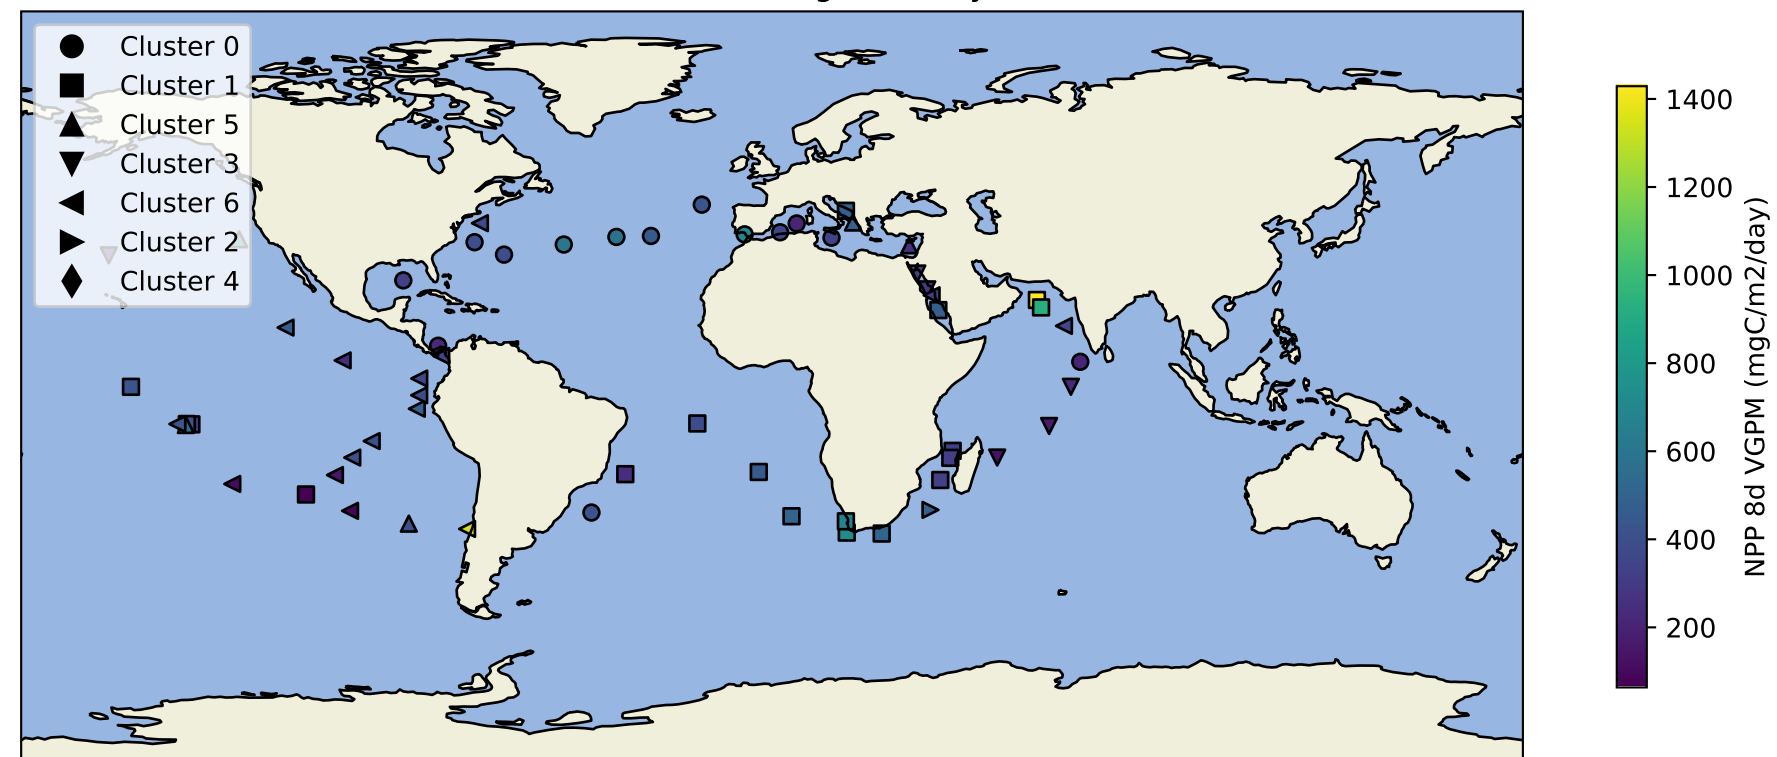 Cluster 0
Cluster 1
Cluster 5
Cluster 3
Cluster 6
Cluster 2
Cluster 4
1400
1200
1000
800
600
400
200
NPP 8d VGPM (mgC/m2/day)